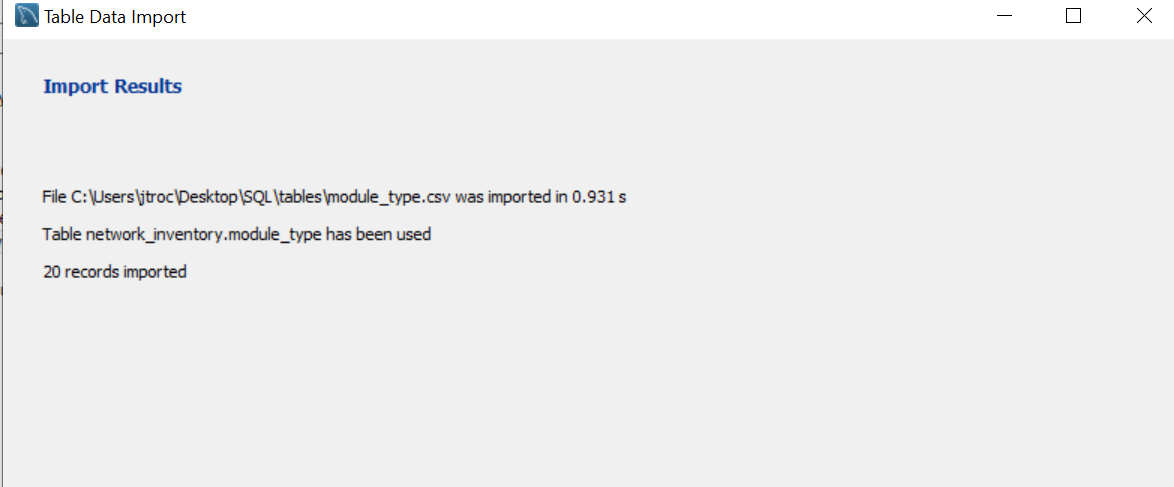 Table Data Import
Import Results
File C:\Users\jtroc\Desktop\SQL\tables\module_type.csv was imported in 0.931 s
Table network_inventory.module_type has been used
20 records imported